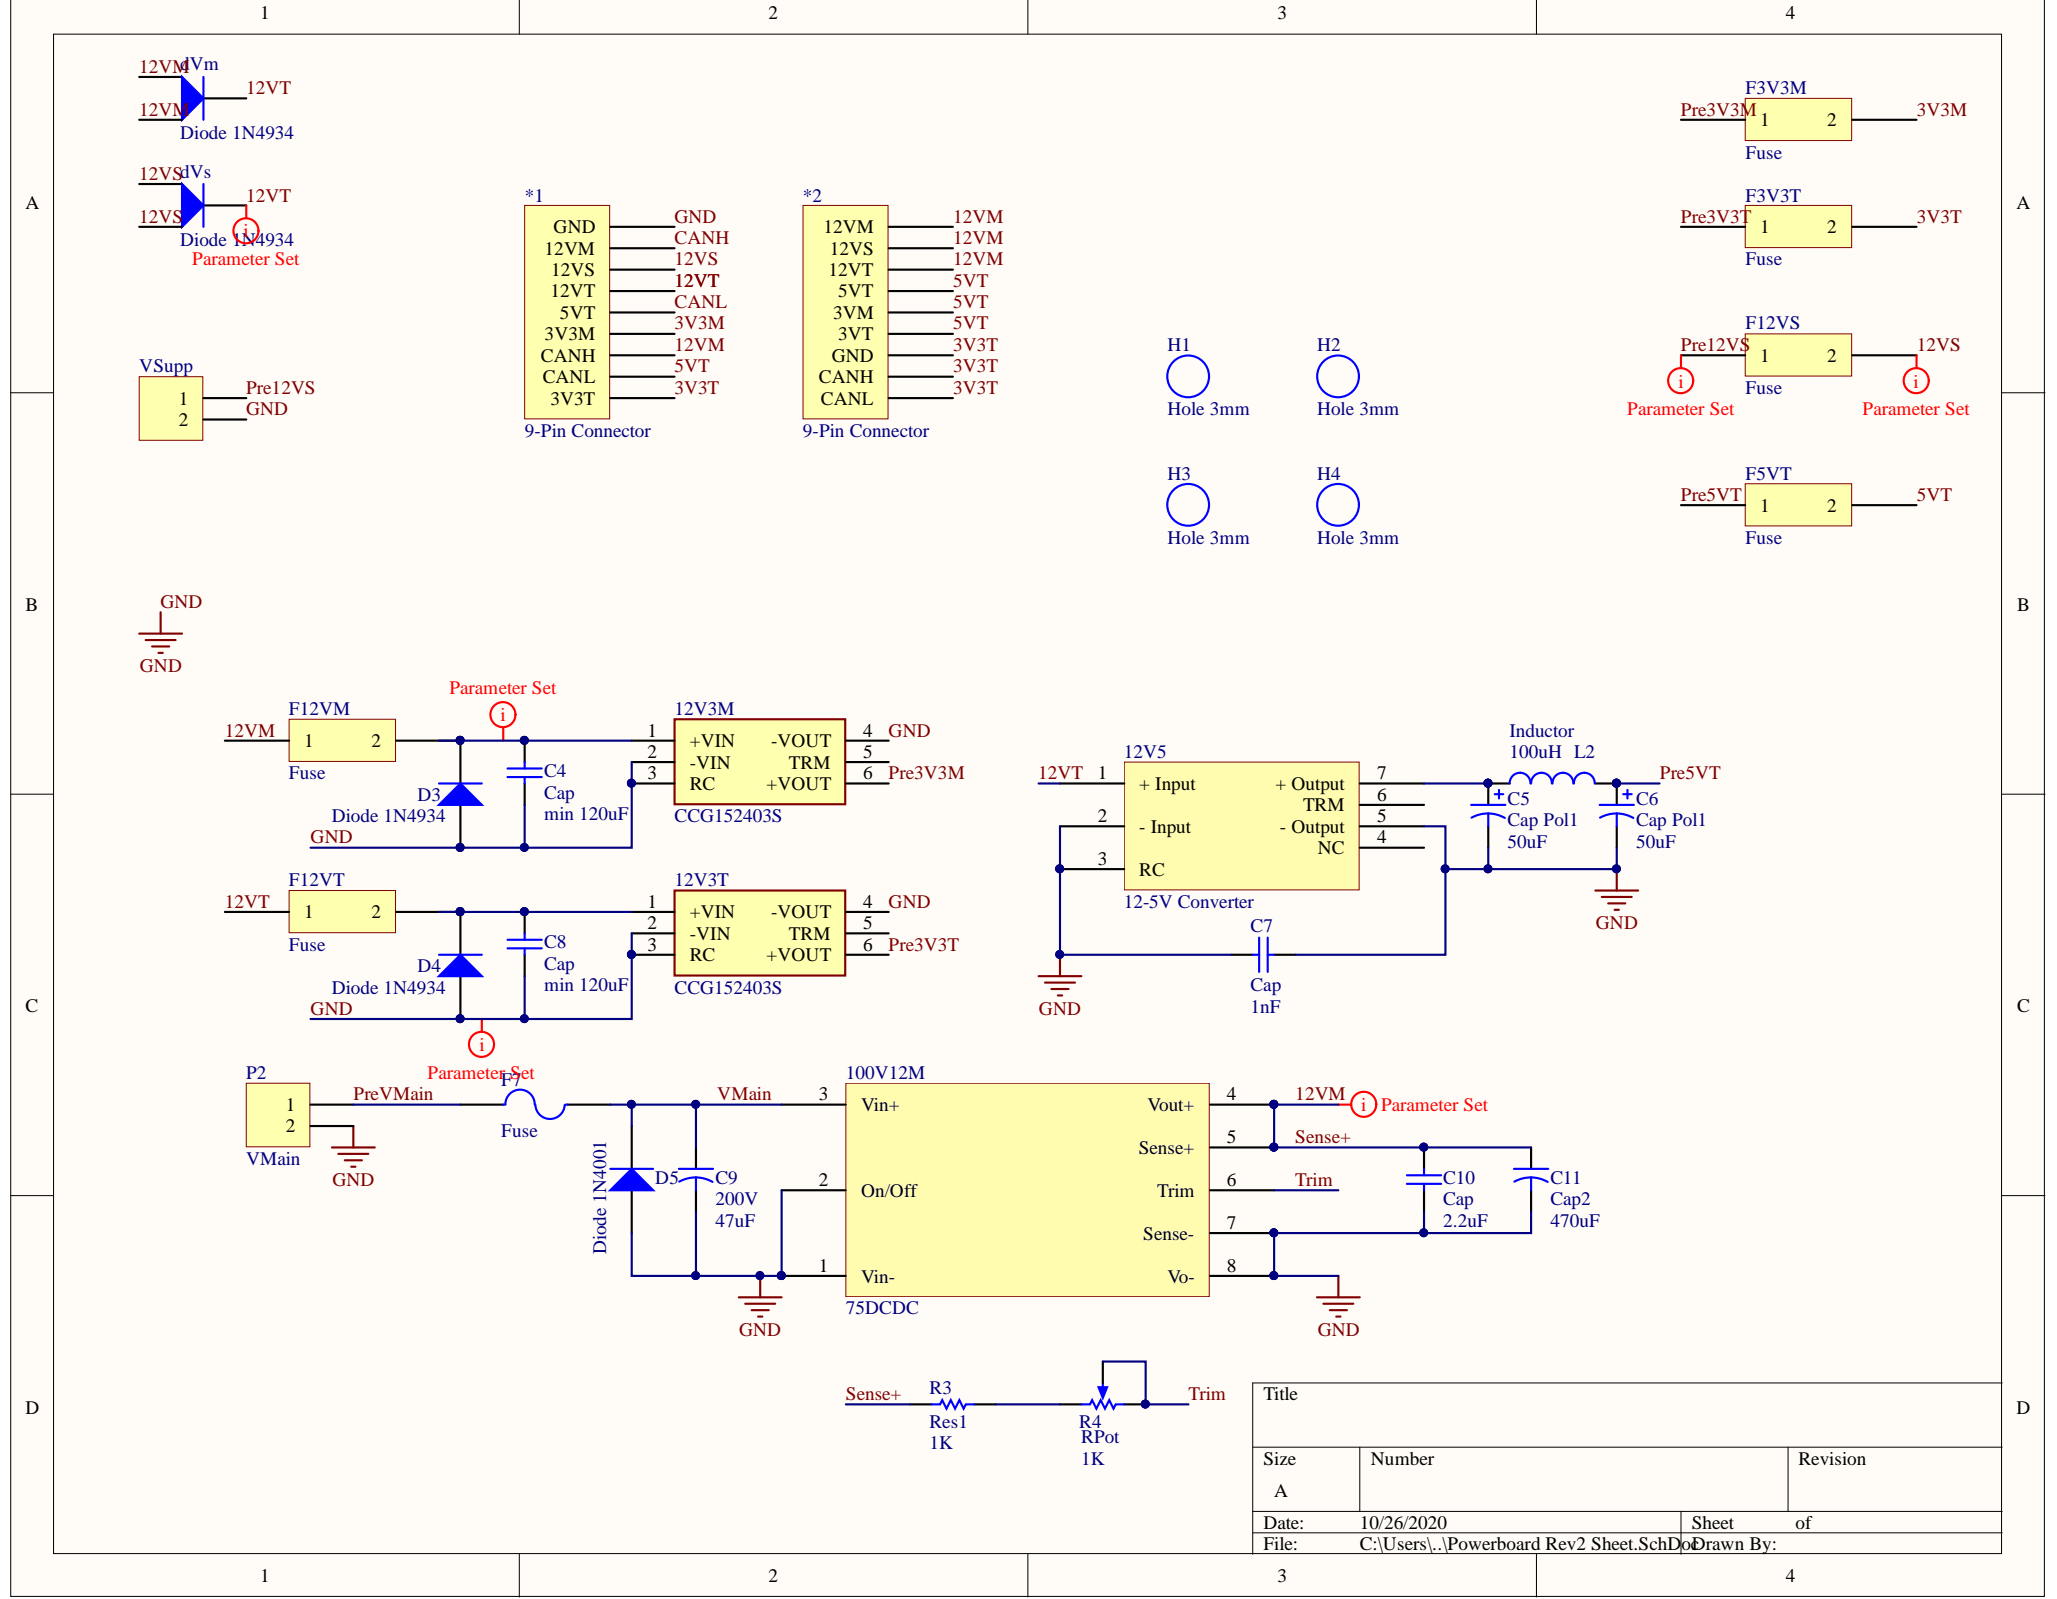 1 2 3 4
A
B
C
D
A
B
C
D
1 2 3 4
12VM
dVm
12VT
12VM
Diode 1N4934
12VS
dVs
12VT
12VS
Diode 1N4934
i
Parameter Set
VSupp
1 Pre12VS
2 GND
*1
GND GND
12VM CANH
12VS 12VS
12VT 12VT
5VT CANL
3V3M 3V3M
CANH 12VM
CANL 5VT
3V3T 3V3T
9-Pin Connector
*2
12VM 12VM
12VS 12VM
12VT 12VM
5VT 5VT
3VM 5VT
3VT 5VT
GND 3V3T
CANH 3V3T
CANL 3V3T
9-Pin Connector
H1
Hole 3mm
H2
Hole 3mm
H3
Hole 3mm
H4
Hole 3mm
F3V3M
Pre3V3M 1 2 3V3M
Fuse
F3V3T
Pre3V3T 1 2 3V3T
Fuse
F12VS
Pre12VS 1 2 12VS
i Fuse i
Parameter Set Parameter Set
F5VT
Pre5VT 1 2 5VT
Fuse
GND
GND
Parameter Set
i
F12VM
12VM 1 2
Fuse
D3
Diode 1N4934
C4
Cap
min 120uF
GND
12V3M
1 +VIN -VOUT 4 GND
2 -VIN TRM 5
3 RC +VOUT 6 Pre3V3M
CCG152403S
F12VT
12VT 1 2
Fuse
D4
Diode 1N4934
C8
Cap
min 120uF
GND
i
Parameter Set
12V3T
1 +VIN -VOUT 4 GND
2 -VIN TRM 5
3 RC +VOUT 6 Pre3V3T
CCG152403S
12V5
12VT 1 + Input + Output 7
TRM 6
2 - Input - Output 5
NC 4
3 RC
12-5V Converter
Inductor
100uH L2
Pre5VT
+ C5
Cap Pol1
50uF
+ C6
Cap Pol1
50uF
GND
C7
Cap
1nF
GND
P2
1 PreVMain
2
VMain
GND
F7
Fuse
Diode 1N4001
D5
C9
200V
47uF
VMain
GND
100V12M
3 Vin+ Vout+ 4 12VM i Parameter Set
Sense+ 5 Sense+
2 On/Off Trim 6 Trim
Sense- 7
1 Vin- Vo- 8
75DCDC
C10
Cap
2.2uF
C11
Cap2
470uF
GND
Sense+ R3
Res1
1K
R4
RPot
1K
Trim
Title
Size Number Revision
A
Date: 10/26/2020 Sheet of
File: C:\Users\..\Powerboard Rev2 Sheet.SchDoc Drawn By: